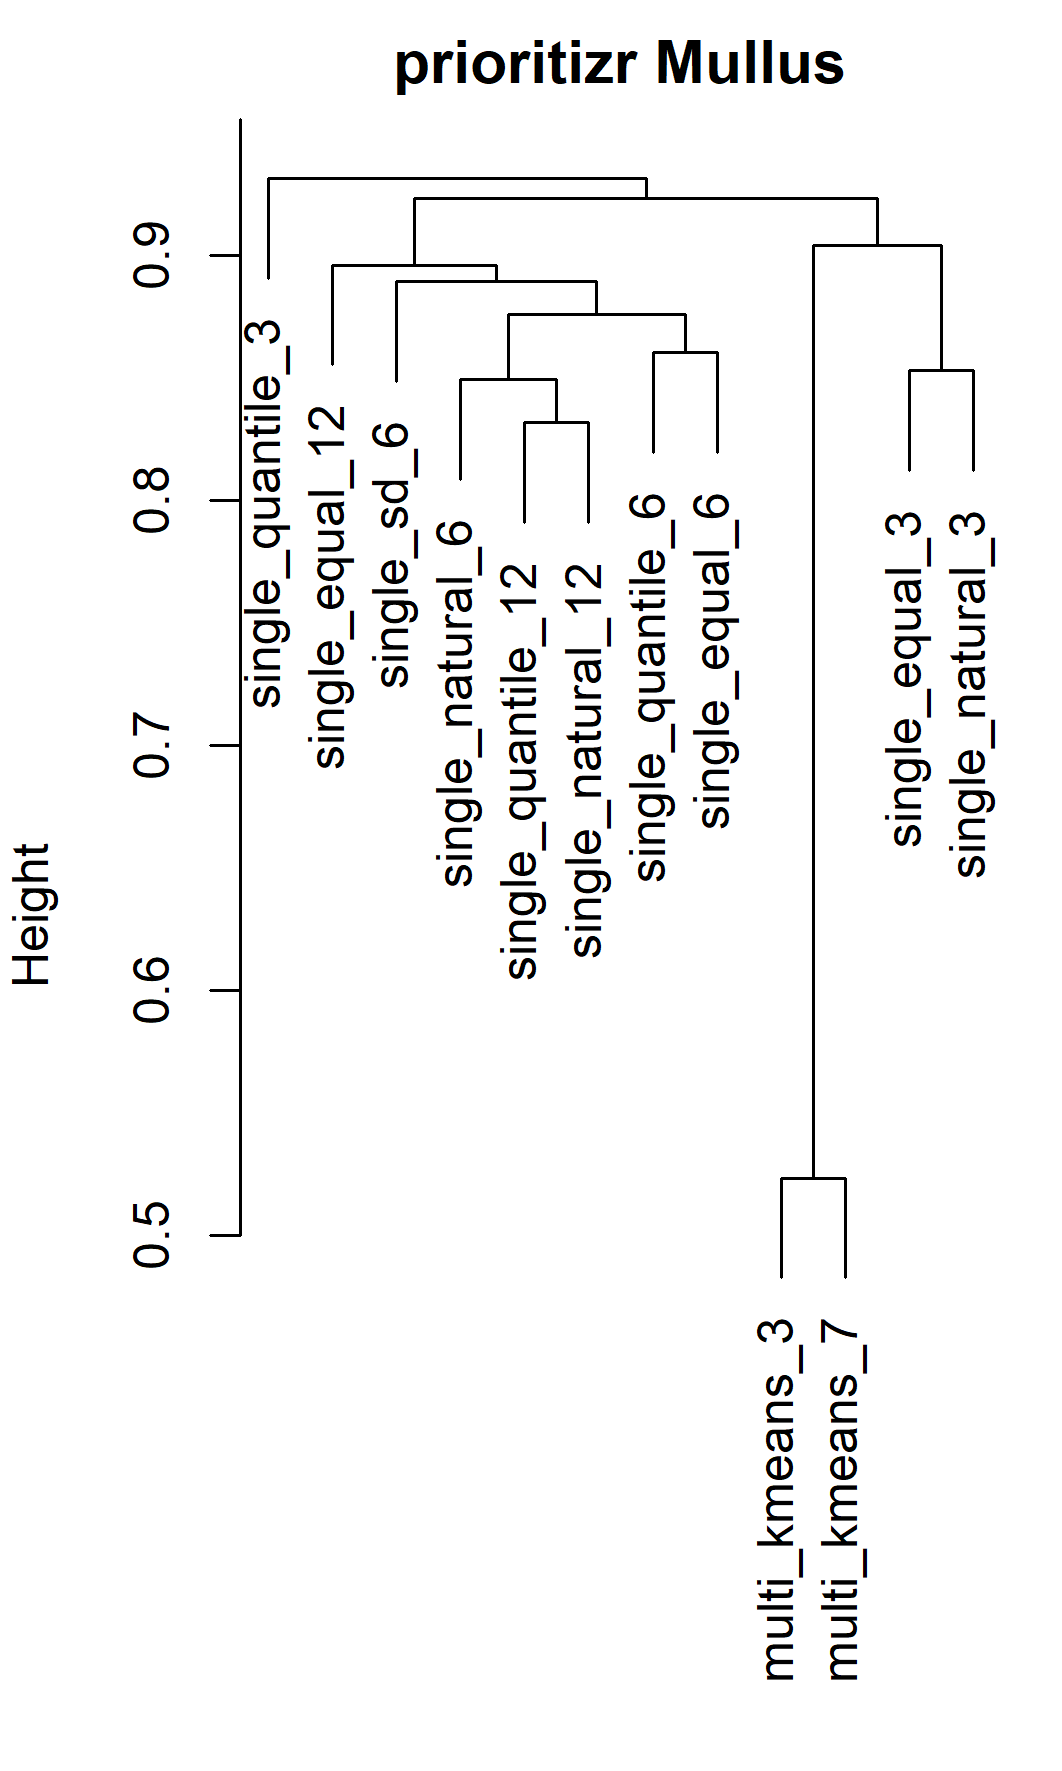 prioritizr Mullus
Height
0.9
0.8
0.7
0.6
0.5
single_quantile_3
single_equal_12
single_sd_6
single_natural_6
single_quantile_12
single_natural_12
single_quantile_6
single_equal_6
multi_kmeans_3
multi_kmeans_7
single_equal_3
single_natural_3